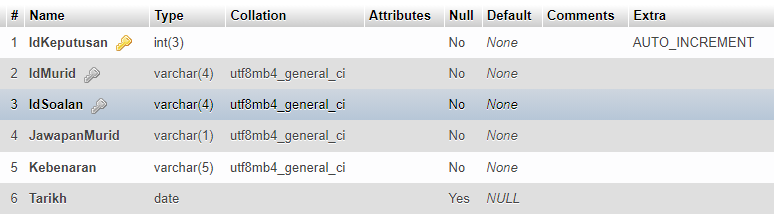 # Name Type Collation Attributes Null Default Comments Extra
1 IdKeputusan int(3) No None AUTO_INCREMENT
2 IdMurid varchar(4) utf8mb4_general_ci No None
3 IdSoalan varchar(4) utf8mb4_general_ci No None
4 JawapanMurid varchar(1) utf8mb4_general_ci No None
5 Kebenaran varchar(5) utf8mb4_general_ci No None
6 Tarikh date Yes NULL